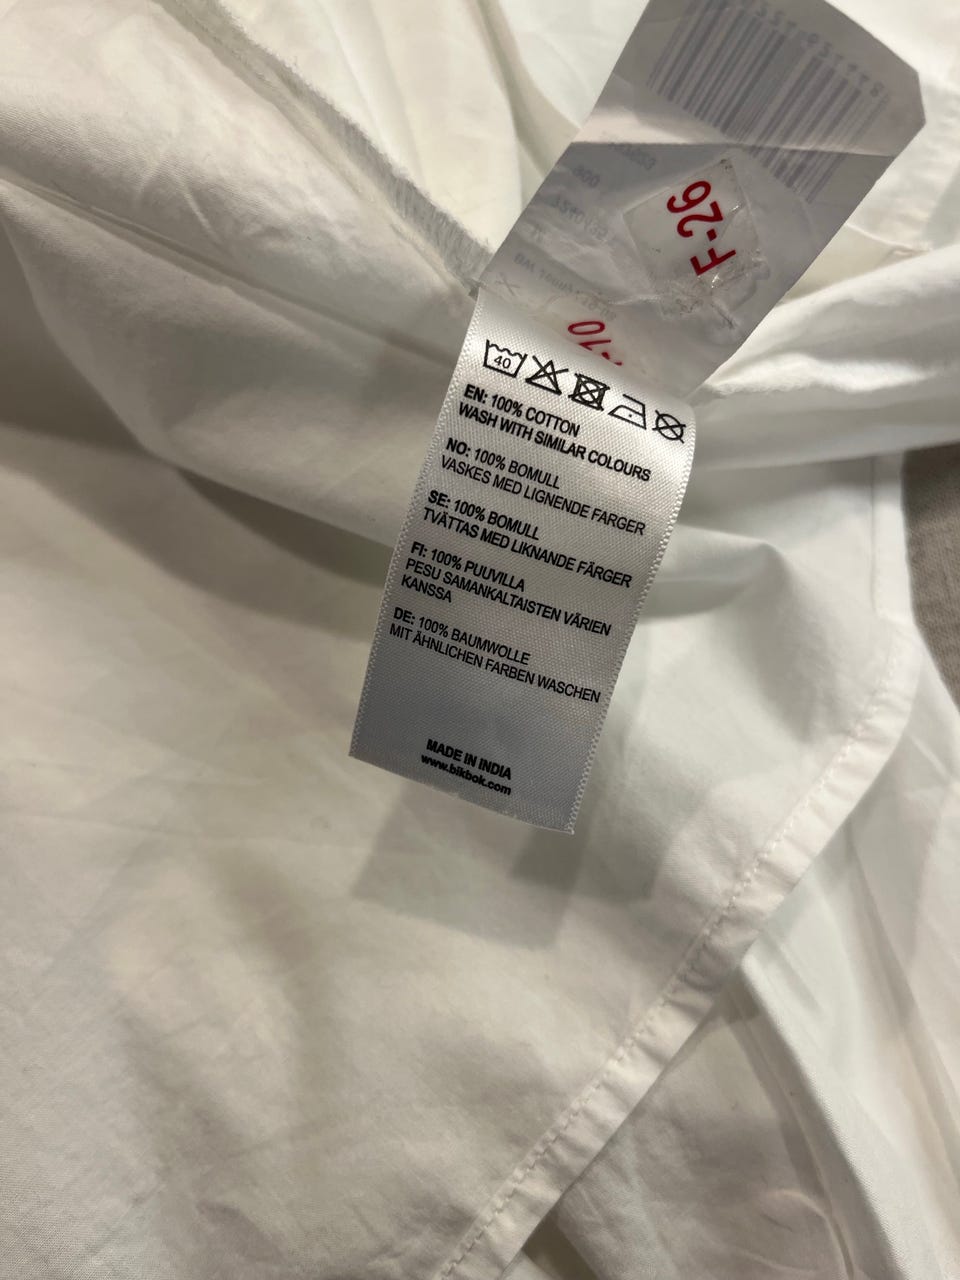 F-26
40
EN: 100% COTTON
WASH WITH SIMILAR COLOURS
NO: 100% BOMULL
VASKES MED LIGNENDE FARGER
SE: 100% BOMULL
TVÄTTAS MED LIKNANDE FÄRGER
FI: 100% PUUVILLA
PESU SAMANKALTAISTEN VÄRIEN
KANSSA
DE: 100% BAUMWOLLE
MIT ÄHNLICHEN FARBEN WASCHEN
MADE IN INDIA
www.bikbok.com